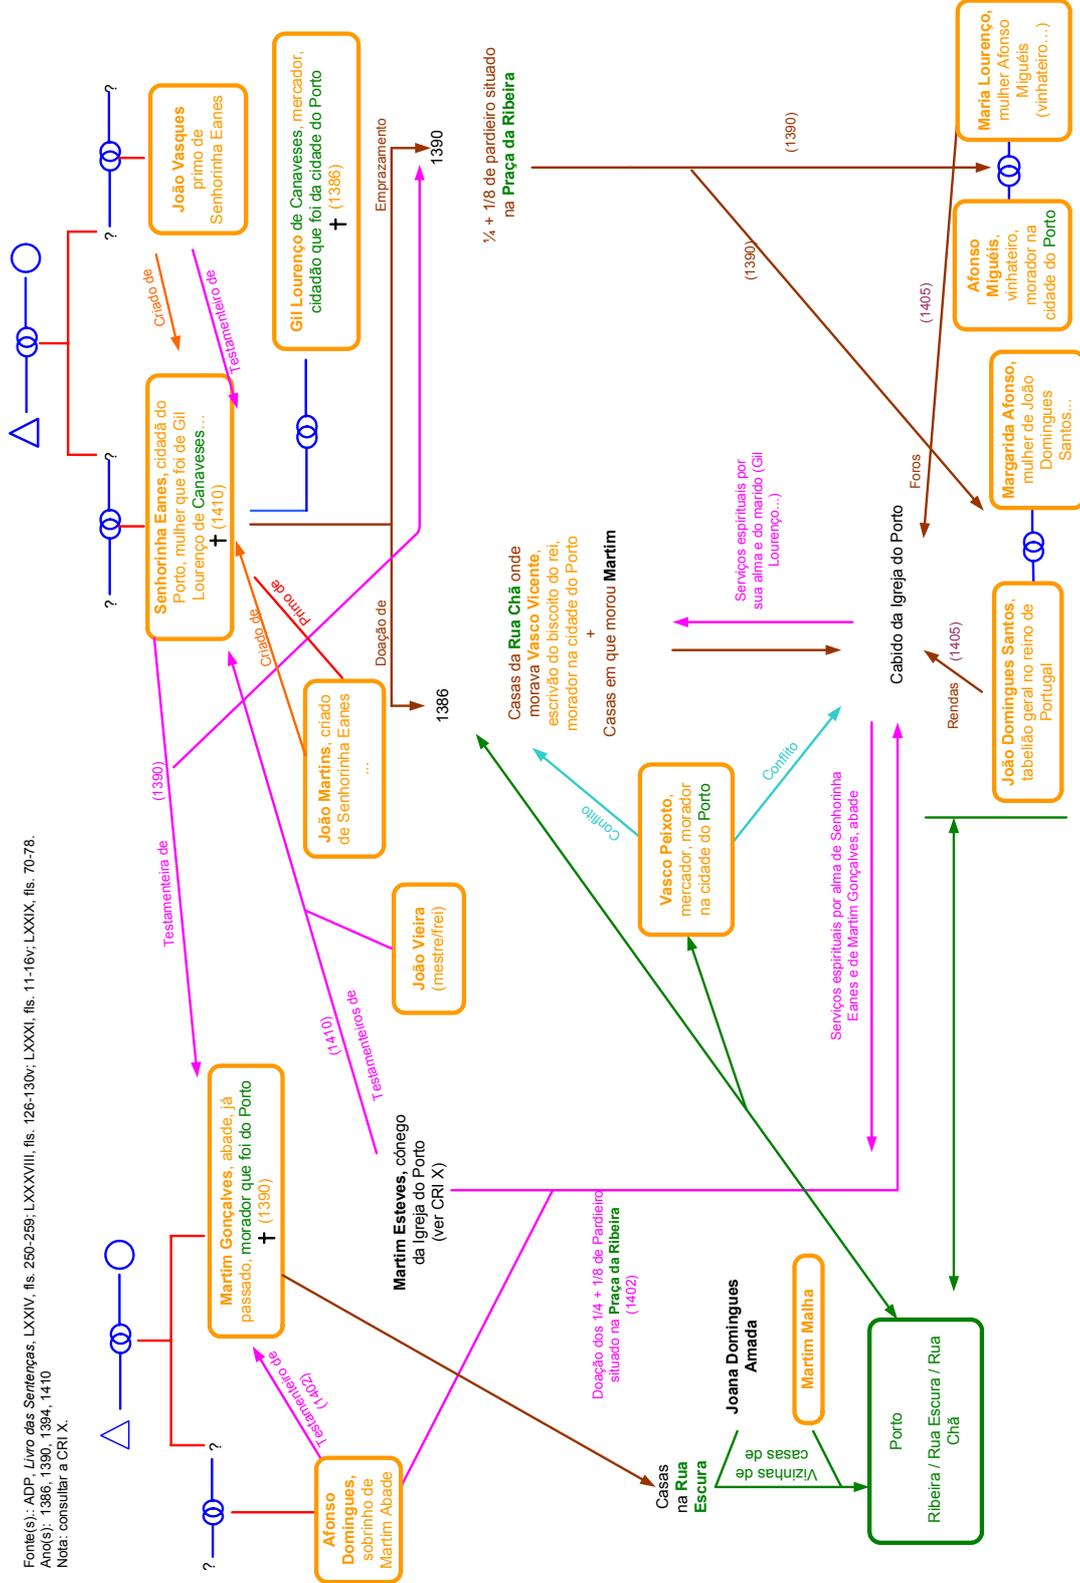 Fonte(s).: ADP, Livro das Sentenças, LXXIV, fls. 250-259; LXXXVIII, fls. 126-130v; LXXXI, fls. 11-16v; LXXIX, fls. 70-78.
Ano(s): 1386, 1390, 1394, 1410
Nota: consultar a CRI X.
?
?
?
?
?
?
Martim Gonçalves, abade, já
passado, morador que foi do Porto
✝ (1390)
Testamenteira de
(1390)
Senhorinha Eanes, cidadã do
Porto, mulher que foi de Gil
Lourenço de Canaveses…
✝ (1410)
Criado de
Testamenteiro de
João Vasques
primo de
Senhorinha Eanes
Gil Lourenço de Canaveses, mercador,
cidadão que foi da cidade do Porto
✝ (1386)
Testamenteiro de
(1402)
Afonso
Domingues,
sobrinho de
Martim Abade
Martim Esteves, cónego
da Igreja do Porto
(ver CRI X)
(1410)
Testamenteiros de
João Vieira
(mestre/frei)
João Martins, criado
de Senhorinha Eanes
…
Criado de
Primo de
Doação de
Emprazamento
1386
1390
¼ + 1/8 de pardieiro situado
na Praça da Ribeira
Casas da Rua Chã onde
morava Vasco Vicente,
escrivão do biscoito do rei,
morador na cidade do Porto
+
Casas em que morou Martim
Doação dos 1/4 + 1/8 de Pardieiro
situado na Praça da Ribeira
(1402)
Casas
na Rua
Escura
Joana Domingues
Amada
Vizinhas de
casas de
Martim Malha
Vasco Peixoto,
mercador, morador
na cidade do Porto
Conflito
Conflito
Serviços espirituais por
sua alma e do marido (Gil
Lourenço...)
(1390)
(1390)
Serviços espirituais por alma de Senhorinha
Eanes e de Martim Gonçalves, abade
Cabido da Igreja do Porto
Foros
(1405)
Rendas
(1405)
Porto
Ribeira / Rua Escura / Rua
Chã
João Domingues Santos,
tabelião geral no reino de
Portugal
Margarida Afonso,
mulher de João
Domingues
Santos...
Afonso
Miguéis,
vinhateiro,
morador na
cidade do Porto
Maria Lourenço,
mulher Afonso
Miguéis
(vinhateiro…)